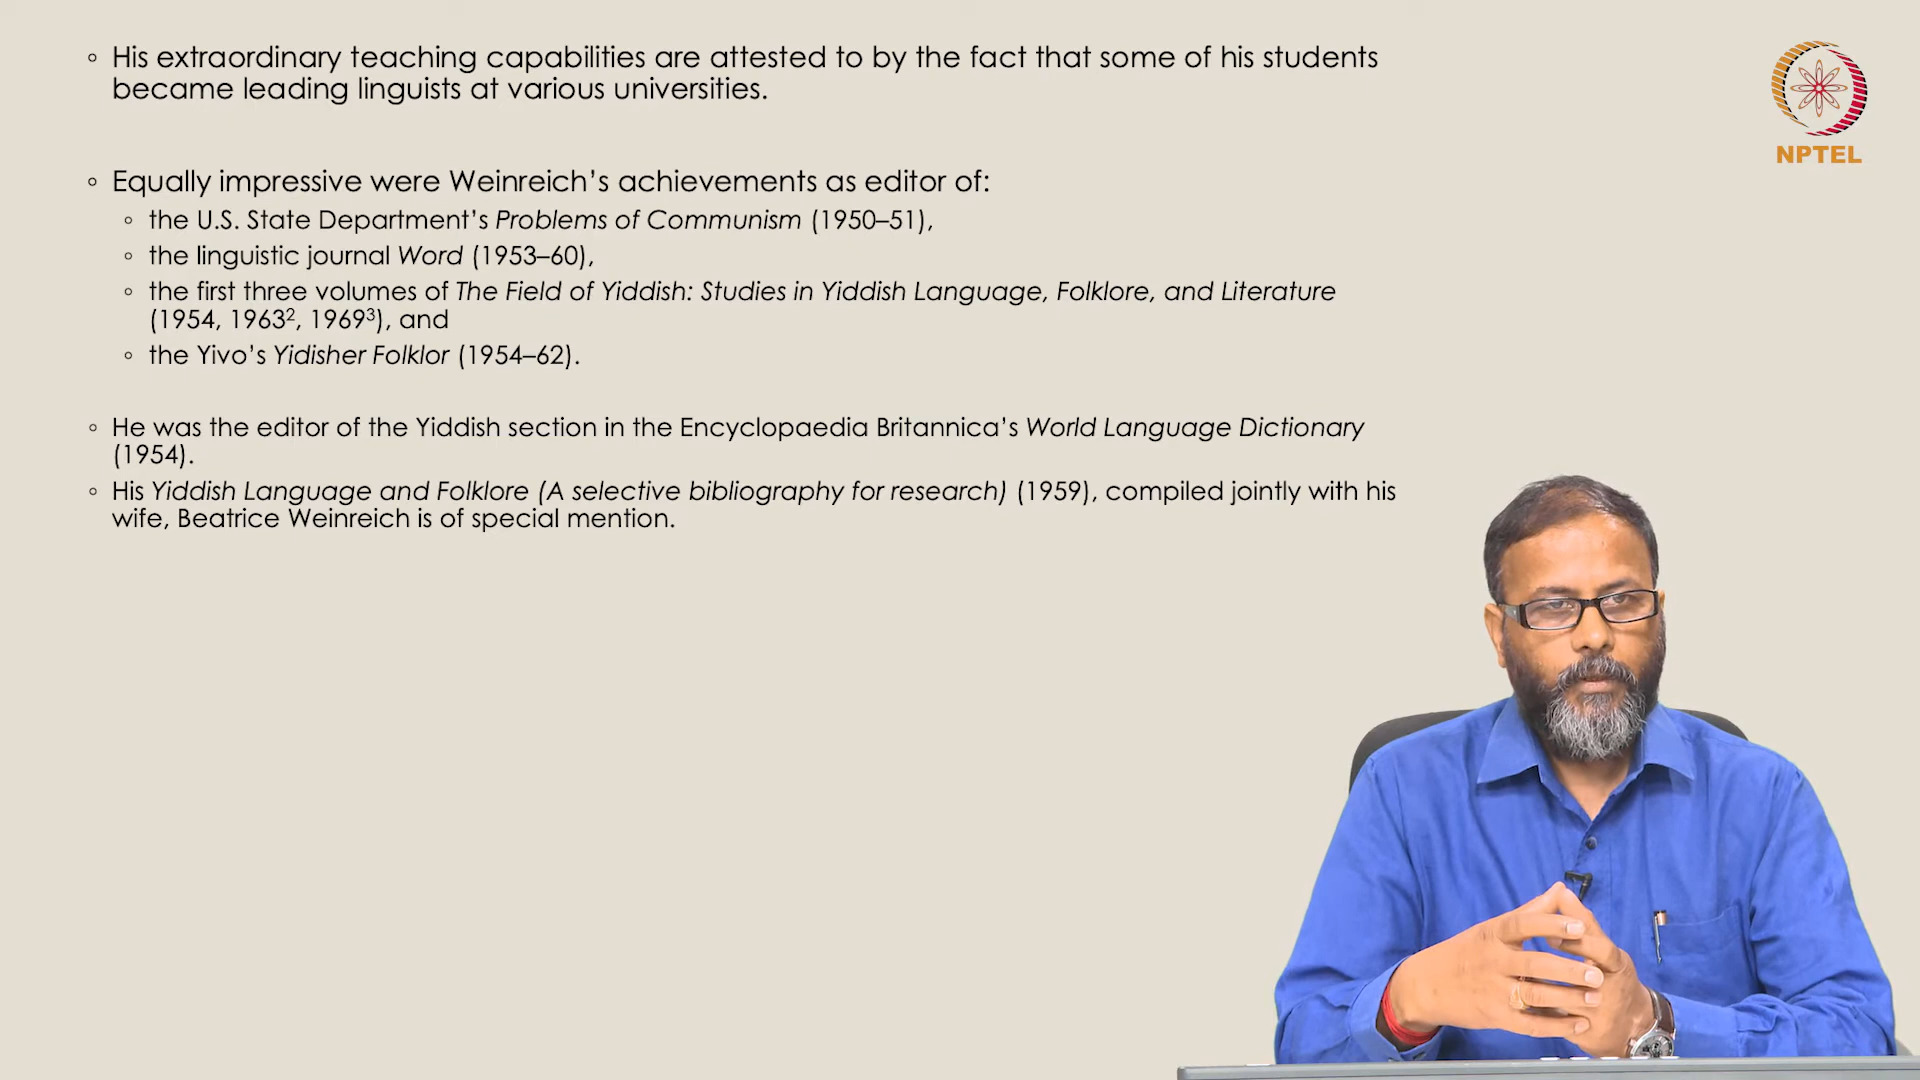 ◦ His extraordinary teaching capabilities are attested to by the fact that some of his students
became leading linguists at various universities.
NPTEL
◦ Equally impressive were Weinreich’s achievements as editor of:
◦ the U.S. State Department’s Problems of Communism (1950–51),
◦ the linguistic journal Word (1953–60),
◦ the first three volumes of The Field of Yiddish: Studies in Yiddish Language, Folklore, and Literature
(1954, 1963², 1969³), and
◦ the Yivo’s Yidisher Folklor (1954–62).
◦ He was the editor of the Yiddish section in the Encyclopaedia Britannica’s World Language Dictionary
(1954).
◦ His Yiddish Language and Folklore (A selective bibliography for research) (1959), compiled jointly with his
wife, Beatrice Weinreich is of special mention.